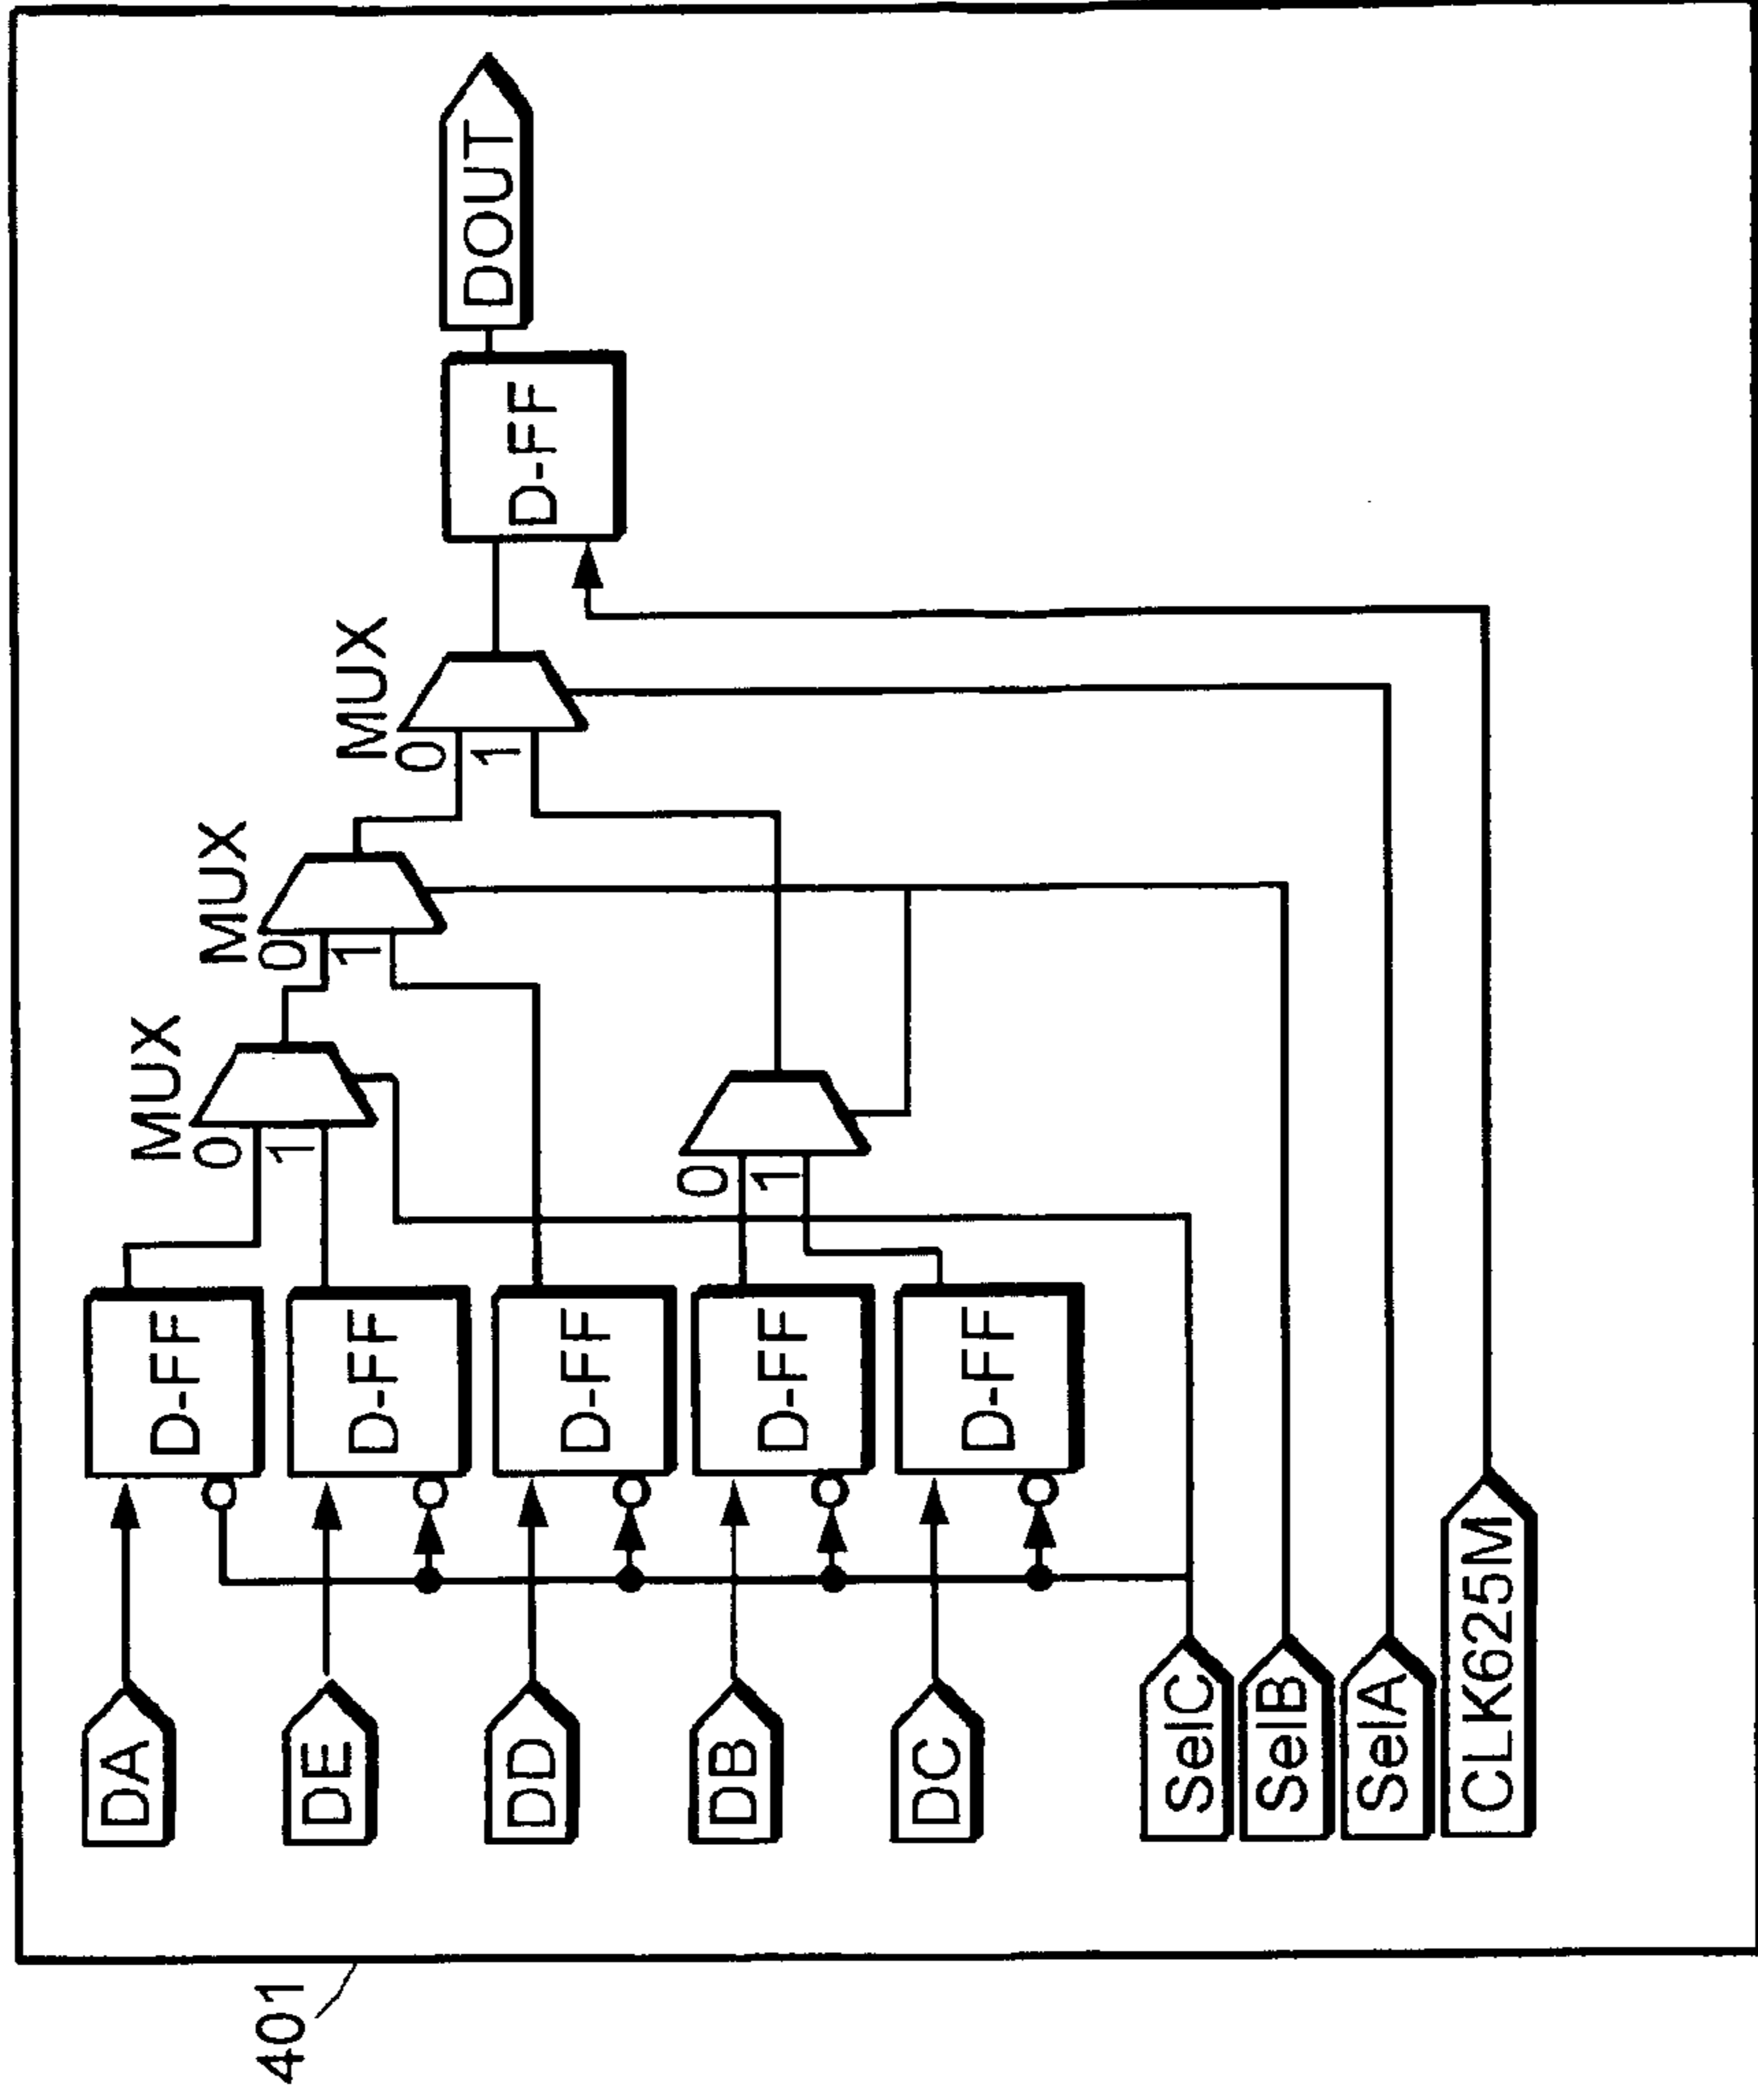 401
DA
DE
DD
DB
DC
SelC
SelB
SelA
CLK625M
D-FF
D-FF
D-FF
D-FF
D-FF
MUX
0
1
0
1
MUX
0
1
MUX
0
1
D-FF
DOUT